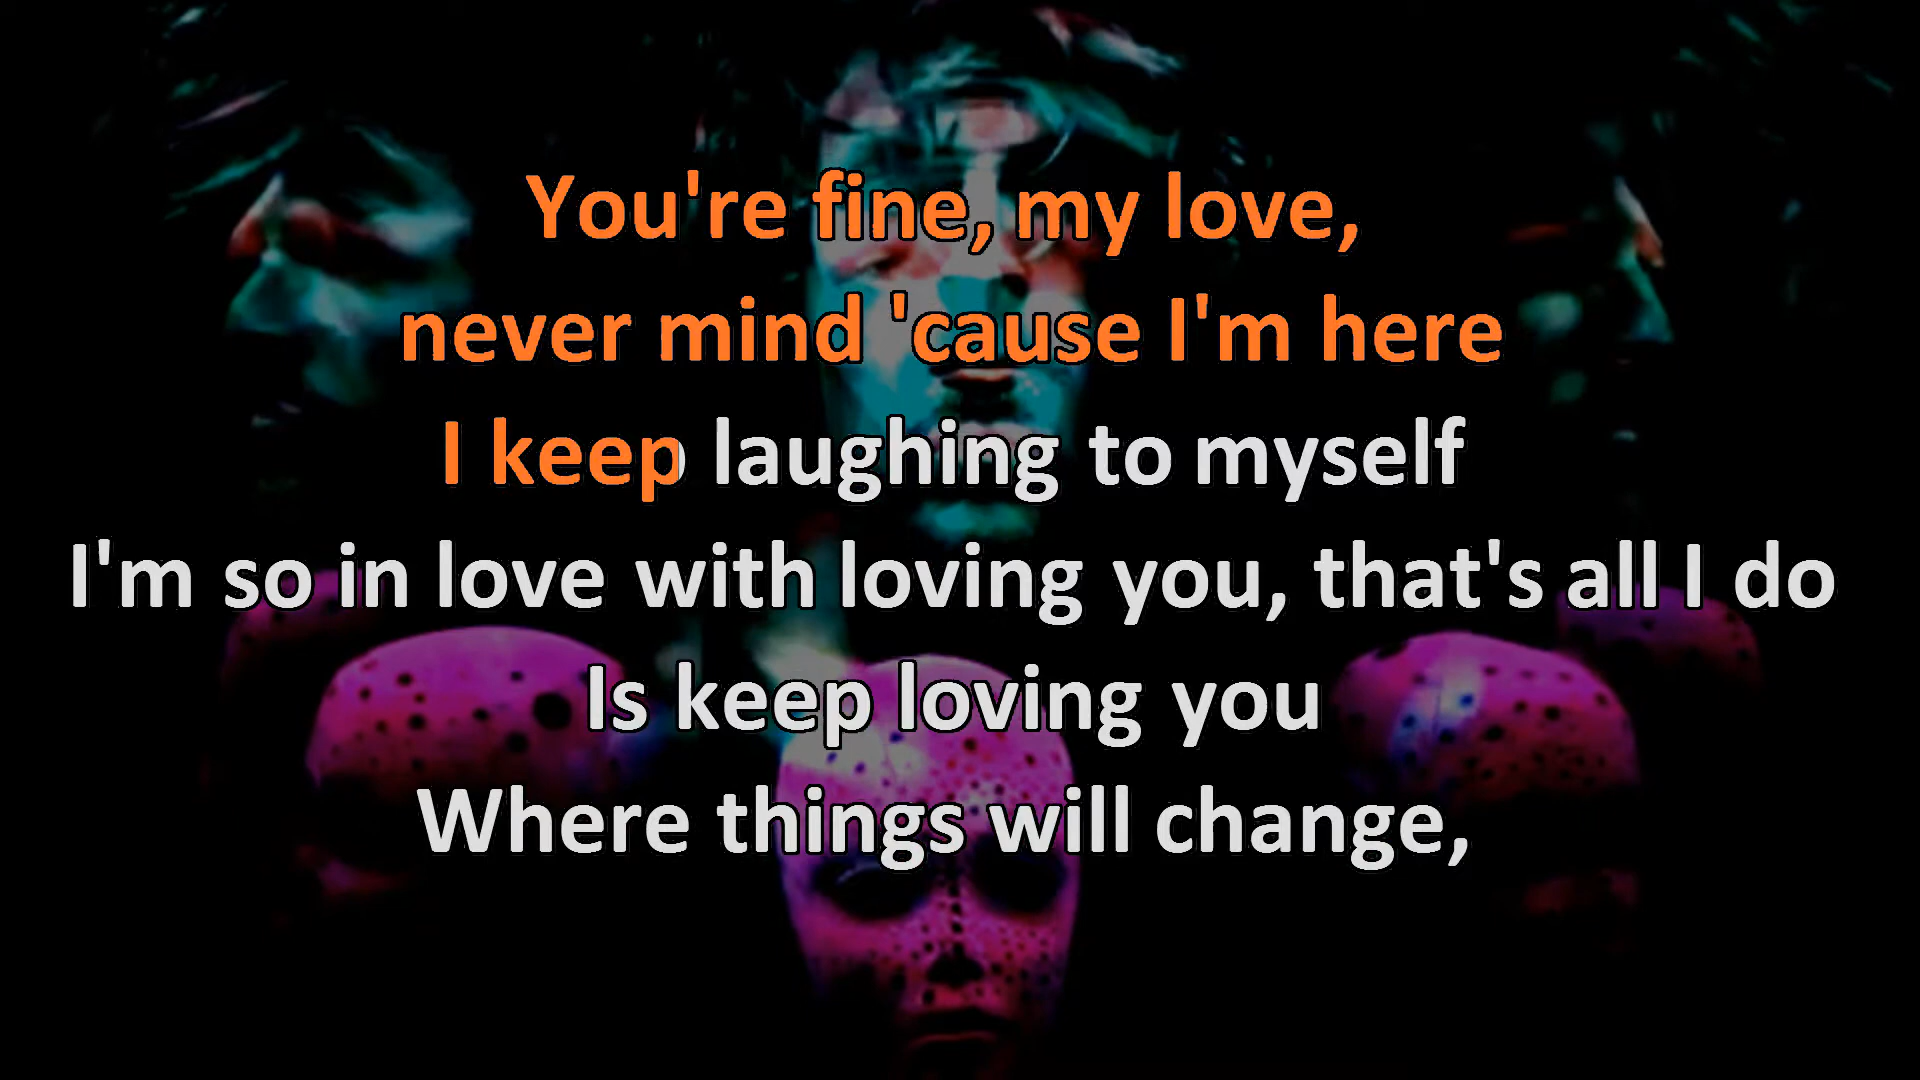 You're fine, my love,
never mind 'cause I'm here
I keep laughing to myself
I'm so in love with loving you, that's all I do
Is keep loving you
Where things will change,